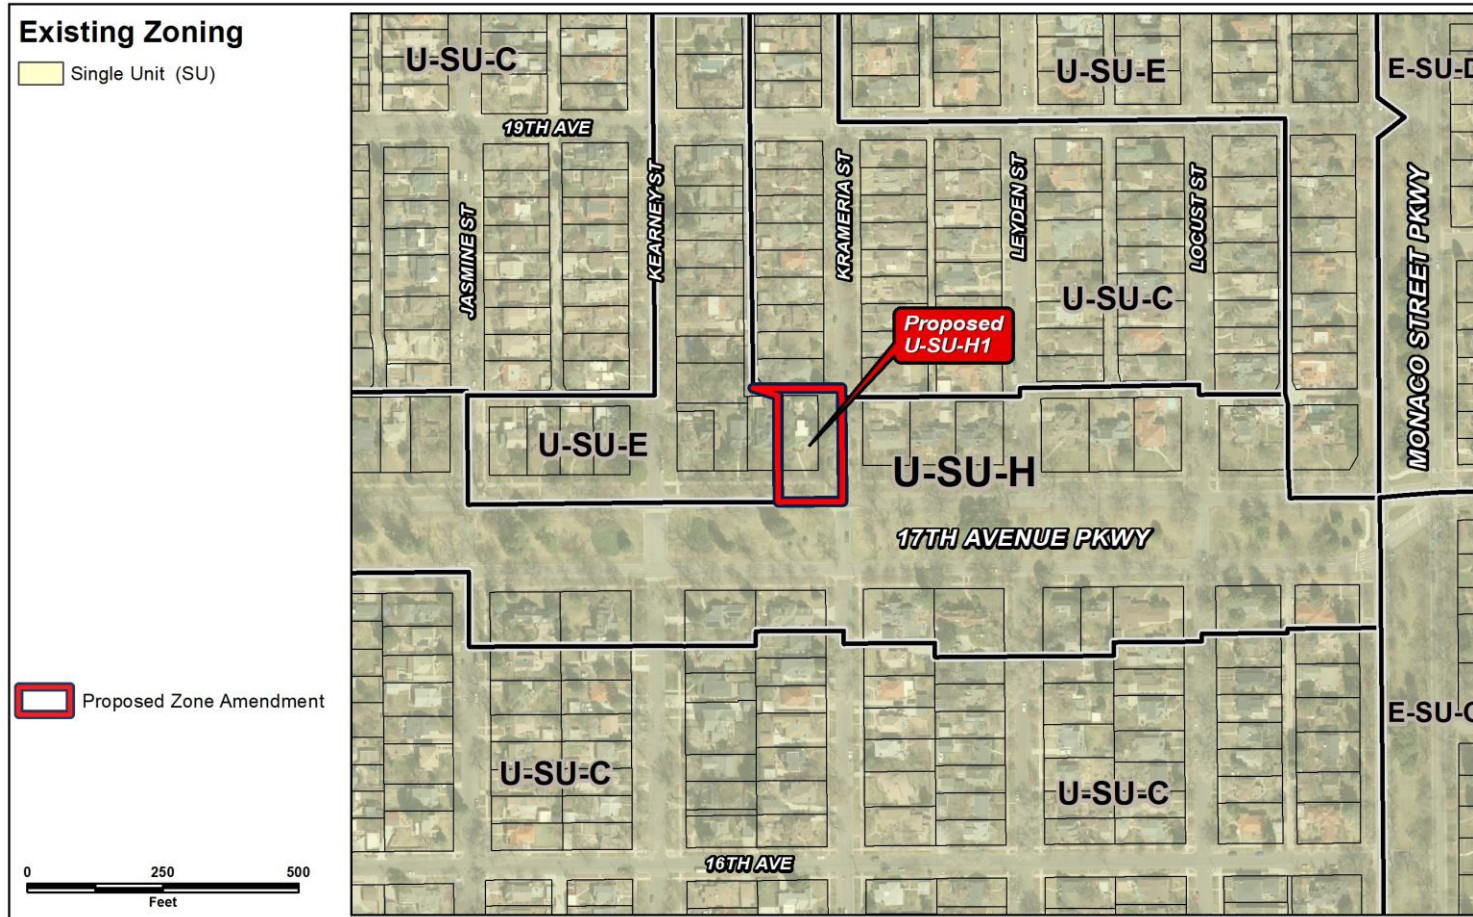 Existing Zoning
Single Unit (SU)
Proposed Zone Amendment
0 250 500
Feet
U-SU-C
U-SU-E
E-SU-D
19TH AVE
JASMINE ST
KEARNEY ST
KRAMERIA ST
LEYDEN ST
LOCUST ST
MONACO STREET PKWY
U-SU-C
Proposed
U-SU-H1
U-SU-E
U-SU-H
17TH AVENUE PKWY
E-SU-C
U-SU-C
U-SU-C
16TH AVE